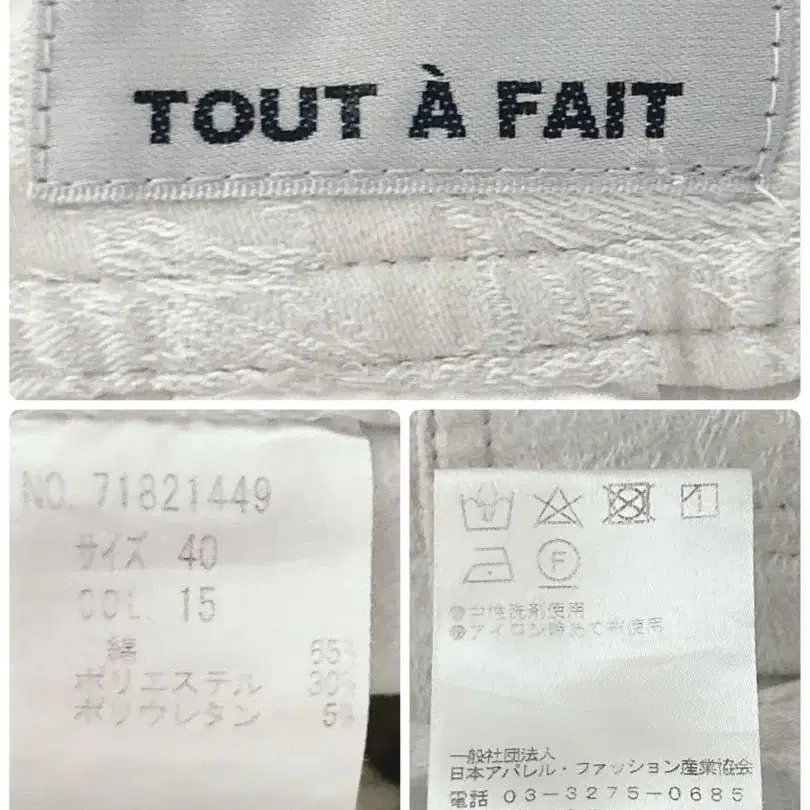 TOUT À FAIT
NO. 71821449
サイズ 40
COL. 15
綿 65%
ポリエステル 30%
ポリウレタン 5%
F
中性洗剤使用
アイロン時あて布使用
一般社団法人
日本アパレル・ファッション産業協会
電話 03-3275-0685